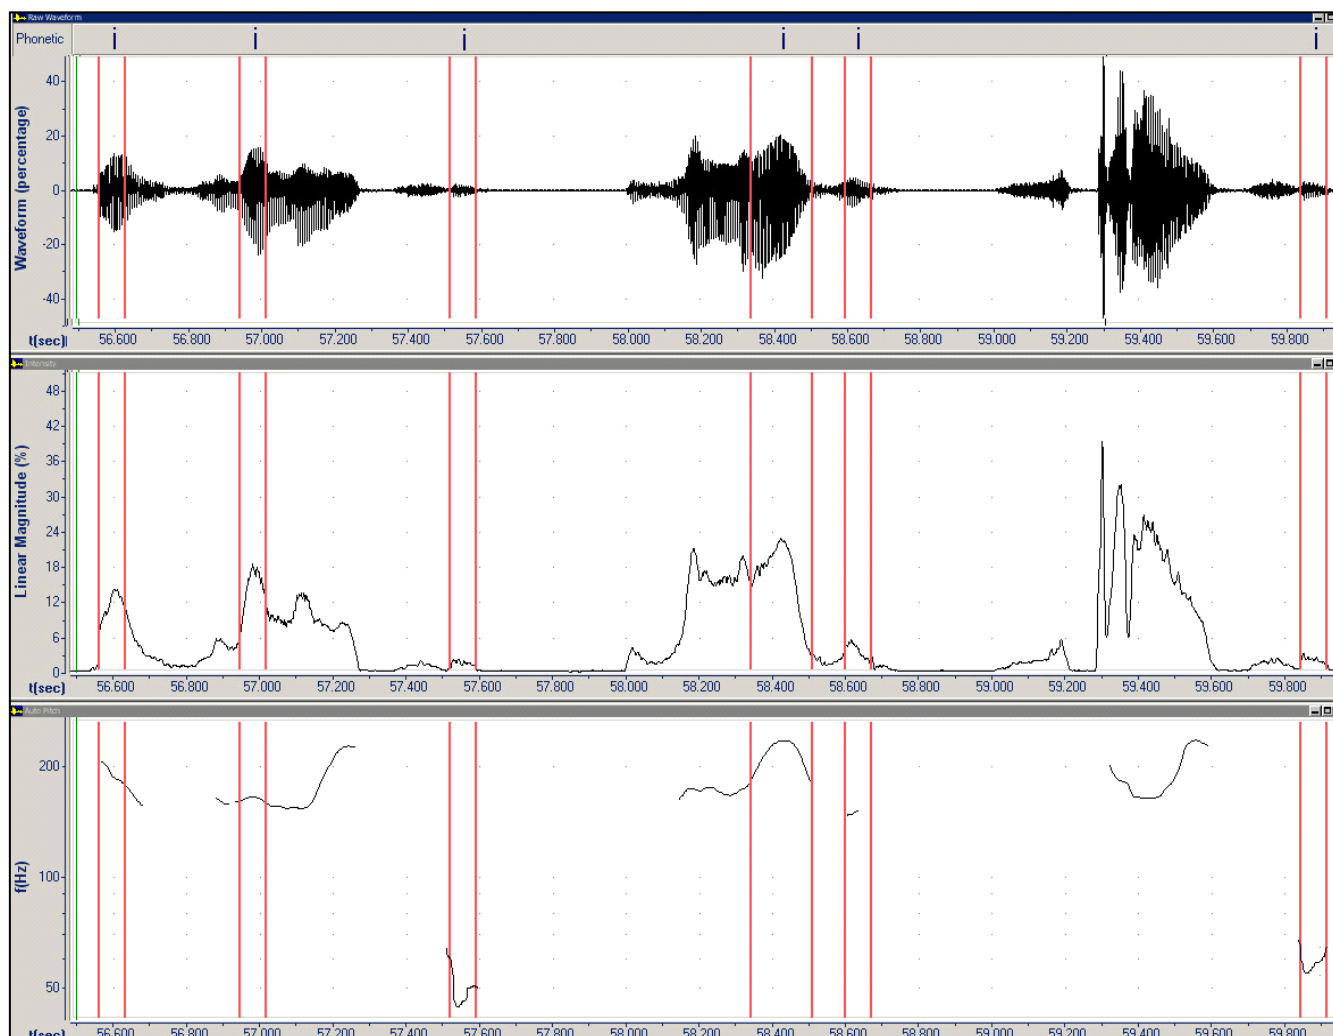 Raw Waveform
Phonetic i i i i i i
Waveform (percentage)
40
20
0
-20
-40
t[sec] 56.600 56.800 57.000 57.200 57.400 57.600 57.800 58.000 58.200 58.400 58.600 58.800 59.000 59.200 59.400 59.600 59.800
Intensity
Linear Magnitude (%)
48
42
36
30
24
18
12
6
0
t[sec] 56.600 56.800 57.000 57.200 57.400 57.600 57.800 58.000 58.200 58.400 58.600 58.800 59.000 59.200 59.400 59.600 59.800
Auto Pitch
f(Hz)
200
100
50
t[sec] 56.600 56.800 57.000 57.200 57.400 57.600 57.800 58.000 58.200 58.400 58.600 58.800 59.000 59.200 59.400 59.600 59.800